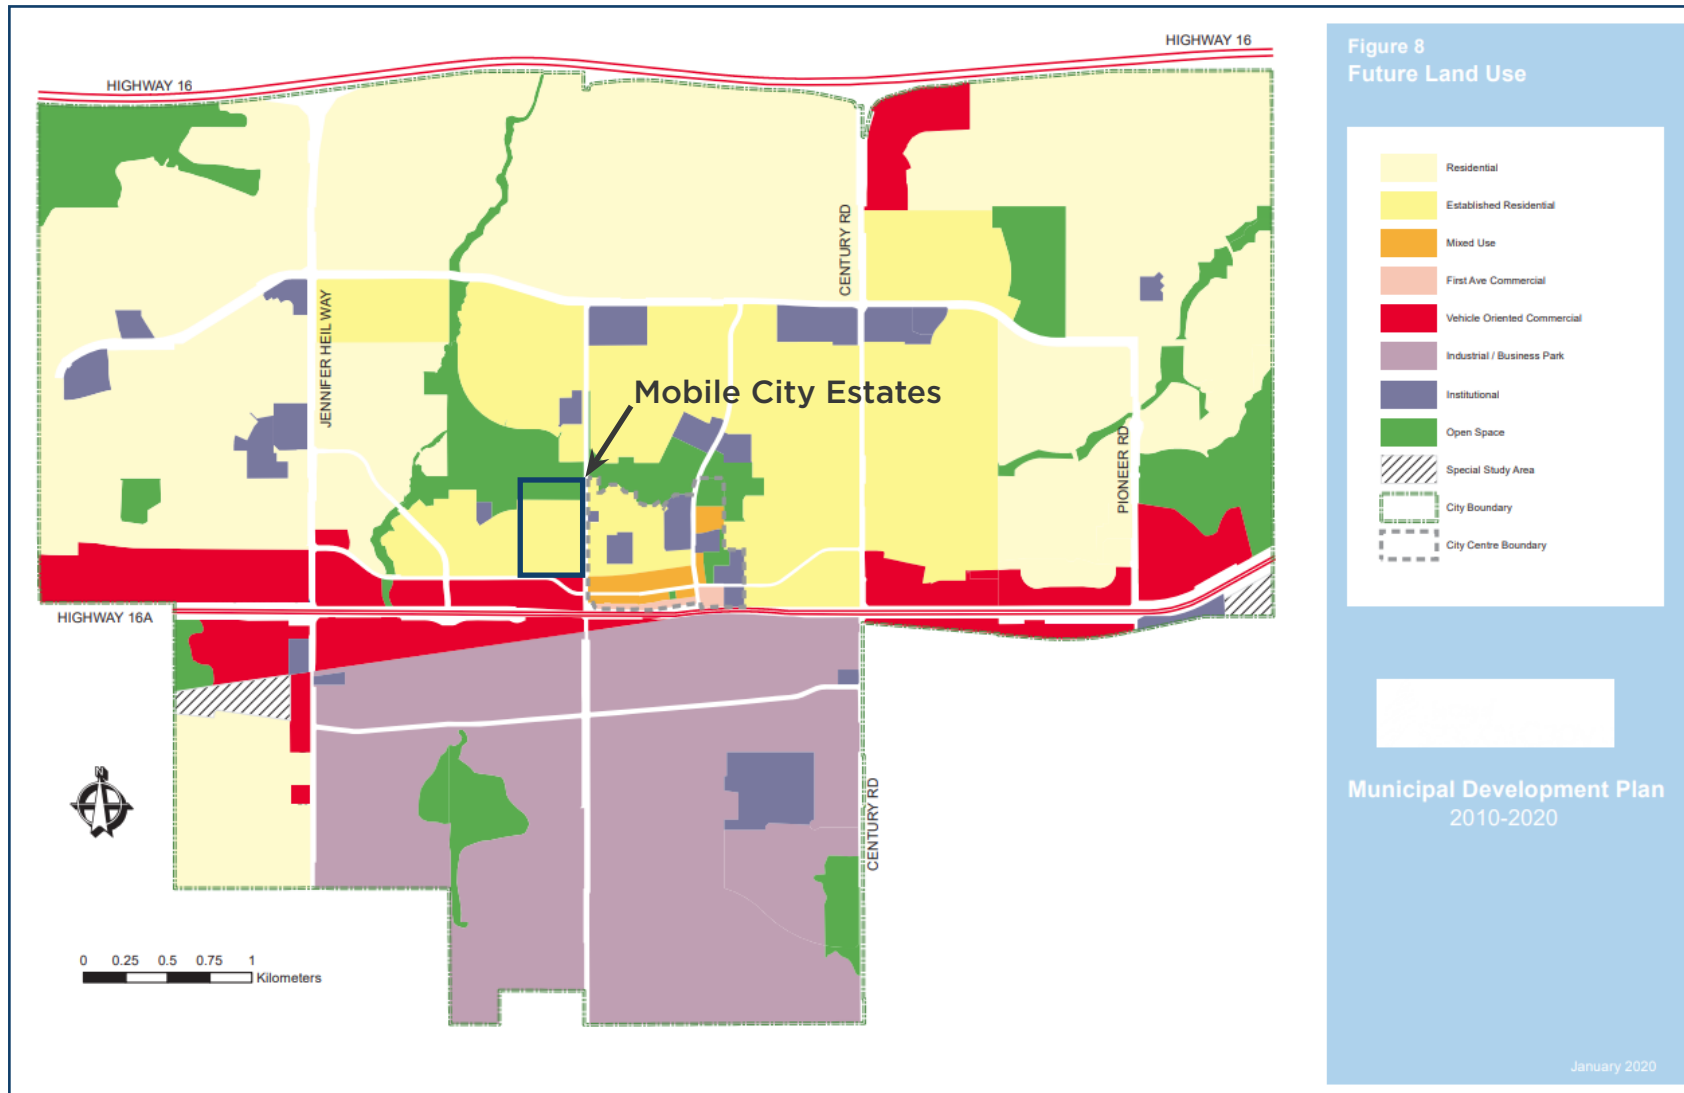 HIGHWAY 16
HIGHWAY 16
CENTURY RD
JENNIFER HEIL WAY
Mobile City Estates
PIONEER RD
HIGHWAY 16A
CENTURY RD
N
0 0.25 0.5 0.75 1
Kilometers
Figure 8
Future Land Use
Residential
Established Residential
Mixed Use
First Ave Commercial
Vehicle Oriented Commercial
Industrial / Business Park
Institutional
Open Space
Special Study Area
City Boundary
City Centre Boundary
Municipal Development Plan
2010-2020
January 2020